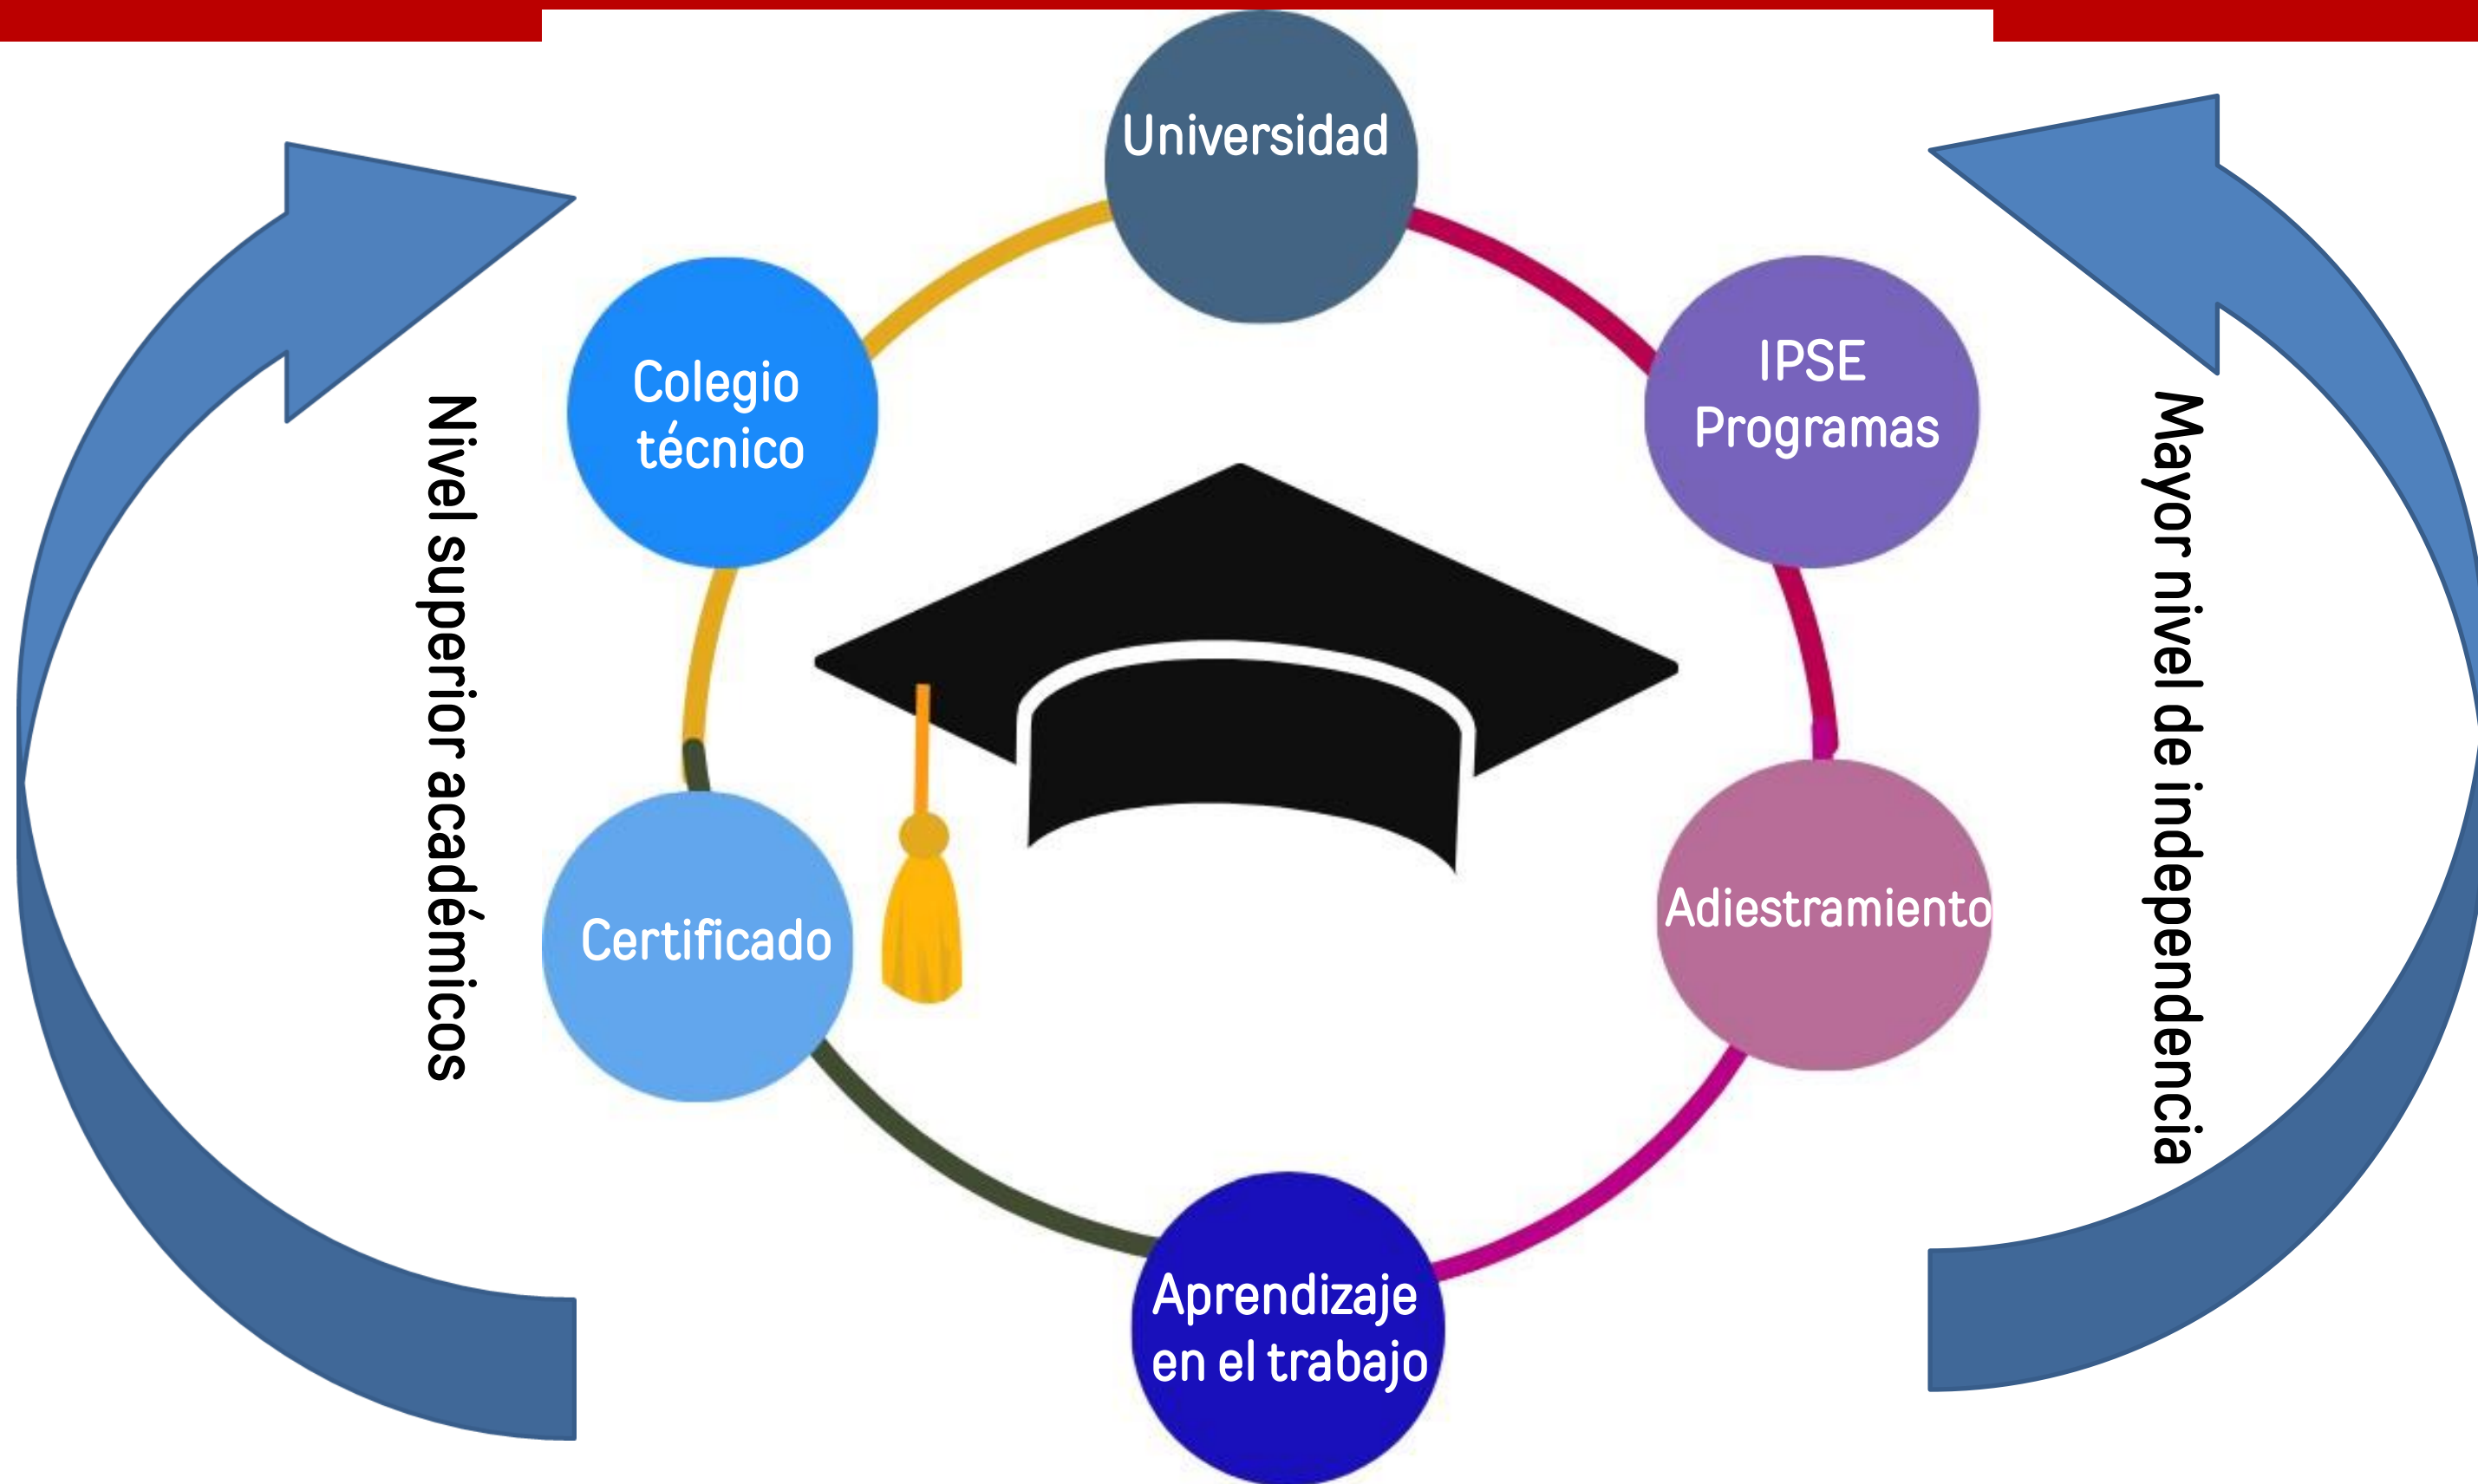 Universidad
Colegio
técnico
IPSE
Programas
Nivel superior académicos
Mayor nivel de independencia
Certificado
Adiestramiento
Aprendizaje
en el trabajo